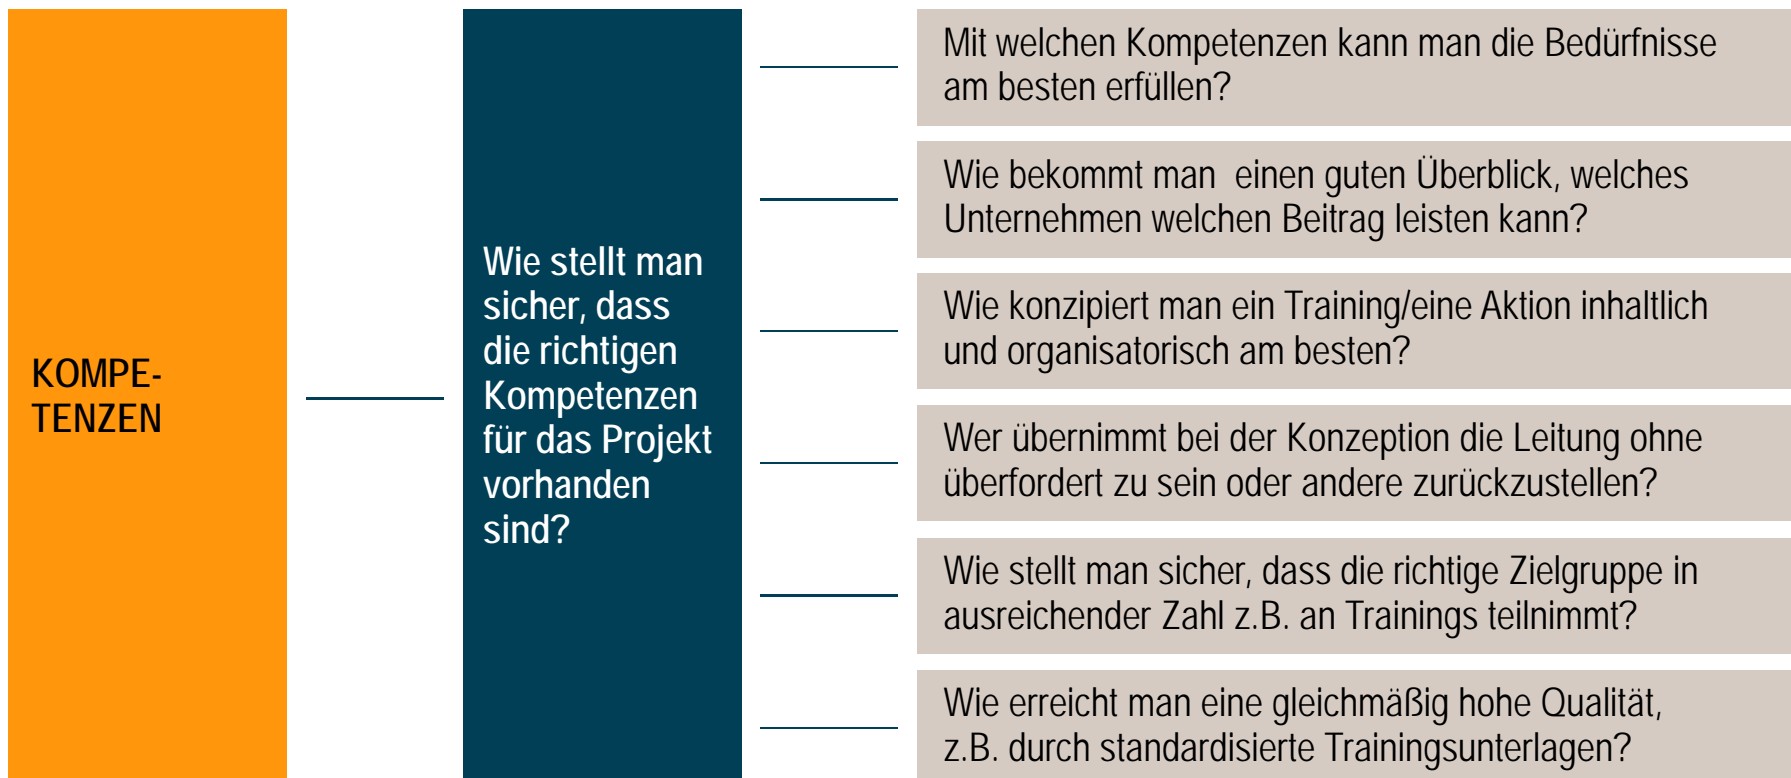 KOMPE-
TENZEN
Wie stellt man
sicher, dass
die richtigen
Kompetenzen
für das Projekt
vorhanden
sind?
Mit welchen Kompetenzen kann man die Bedürfnisse
am besten erfüllen?
Wie bekommt man  einen guten Überblick, welches
Unternehmen welchen Beitrag leisten kann?
Wie konzipiert man ein Training/eine Aktion inhaltlich
und organisatorisch am besten?
Wer übernimmt bei der Konzeption die Leitung ohne
überfordert zu sein oder andere zurückzustellen?
Wie stellt man sicher, dass die richtige Zielgruppe in
ausreichender Zahl z.B. an Trainings teilnimmt?
Wie erreicht man eine gleichmäßig hohe Qualität,
z.B. durch standardisierte Trainingsunterlagen?